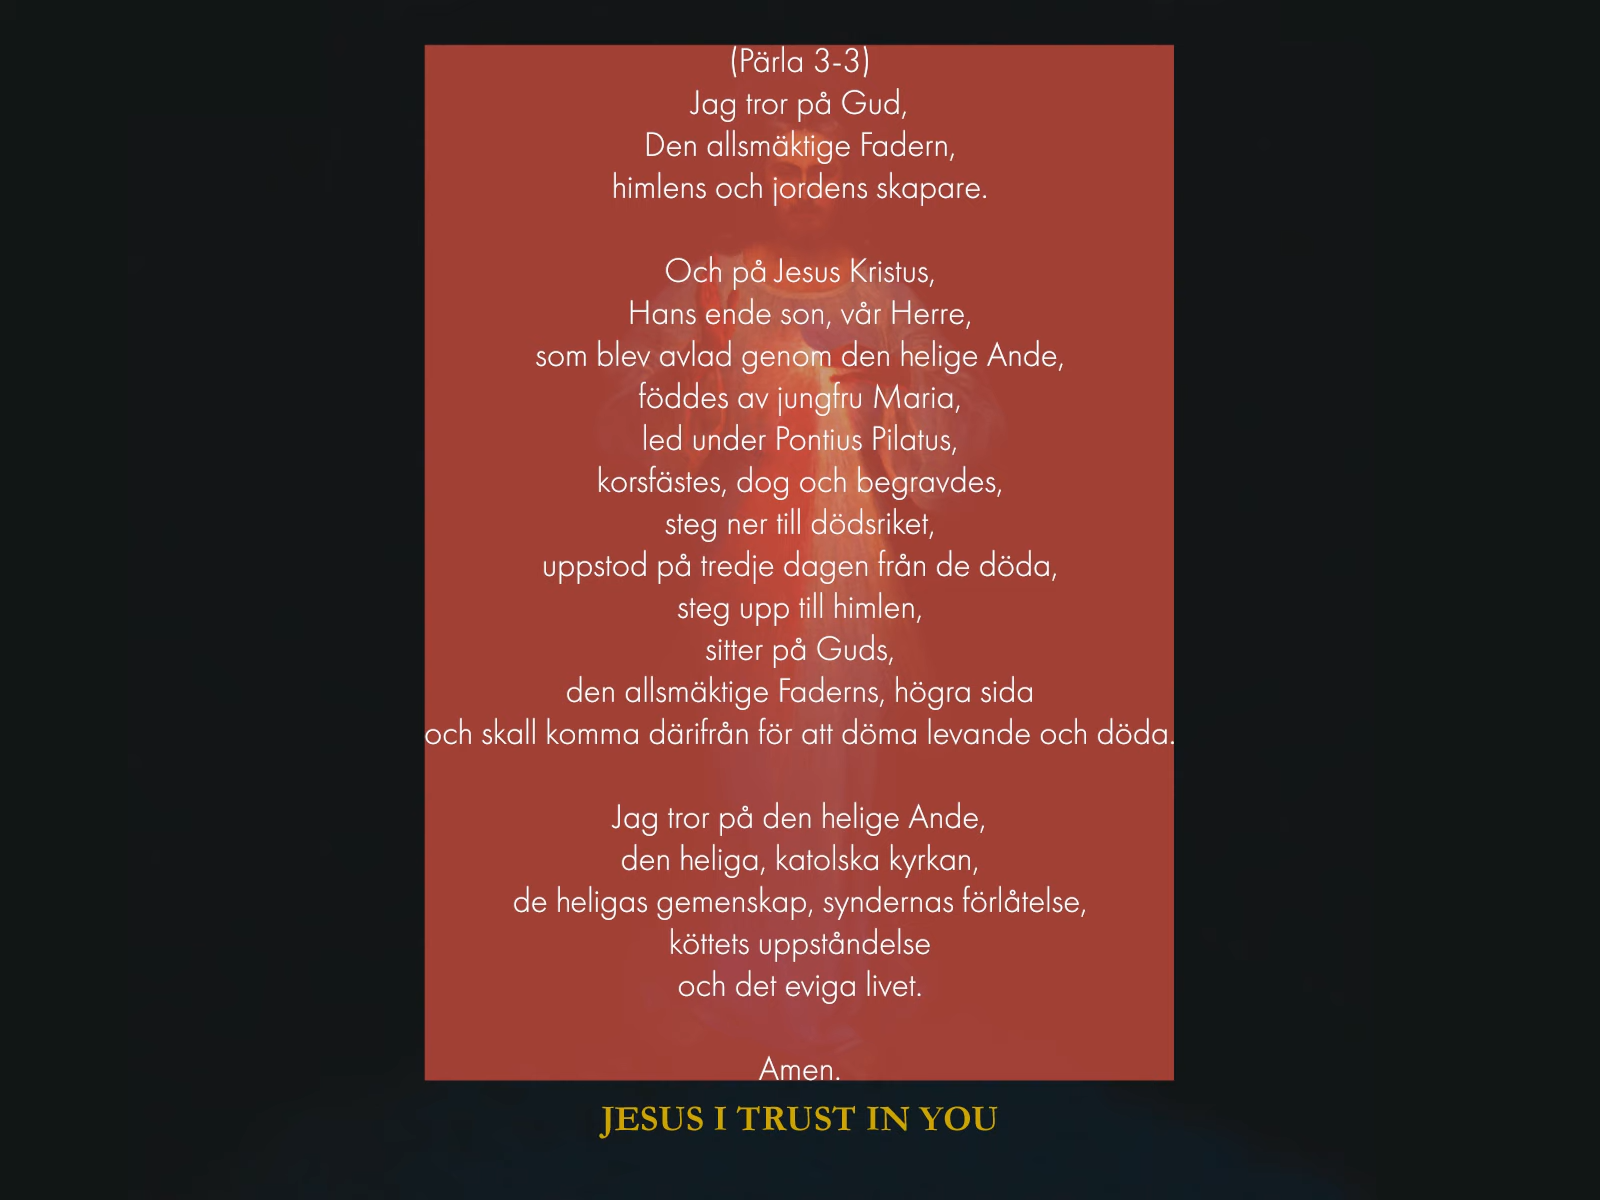 (Pärla 3-3)
Jag tror på Gud,
Den allsmäktige Fadern,
himlens och jordens skapare.
Och på Jesus Kristus,
Hans ende son, vår Herre,
som blev avlad genom den helige Ande,
föddes av jungfru Maria,
led under Pontius Pilatus,
korsfästes, dog och begravdes,
steg ner till dödsriket,
uppstod på tredje dagen från de döda,
steg upp till himlen,
sitter på Guds,
den allsmäktige Faderns, högra sida
och skall komma därifrån för att döma levande och döda.
Jag tror på den helige Ande,
den heliga, katolska kyrkan,
de heligas gemenskap, syndernas förlåtelse,
köttets uppståndelse
och det eviga livet.
Amen.
JESUS I TRUST IN YOU